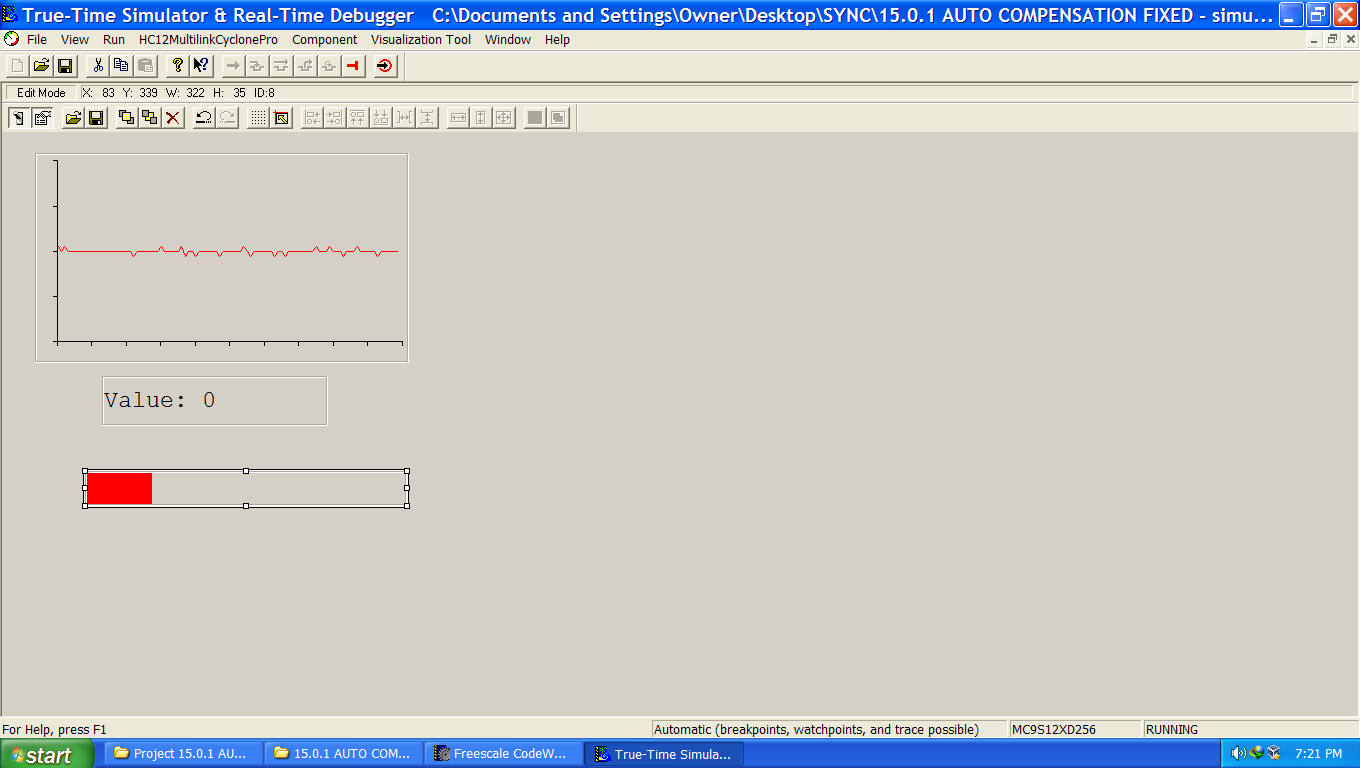 True-Time Simulator & Real-Time Debugger C:\Documents and Settings\Owner\Desktop\SYNC\15.0.1 AUTO COMPENSATION FIXED - simu...
File View Run HC12MultilinkCyclonePro Component Visualization Tool Window Help
Edit Mode X: 83 Y: 339 W: 322 H: 35 ID:8
Value: 0
For Help, press F1 Automatic (breakpoints, watchpoints, and trace possible) MC9S12XD256 RUNNING
start Project 15.0.1 AU... 15.0.1 AUTO COM... Freescale CodeW... True-Time Simula... 7:21 PM